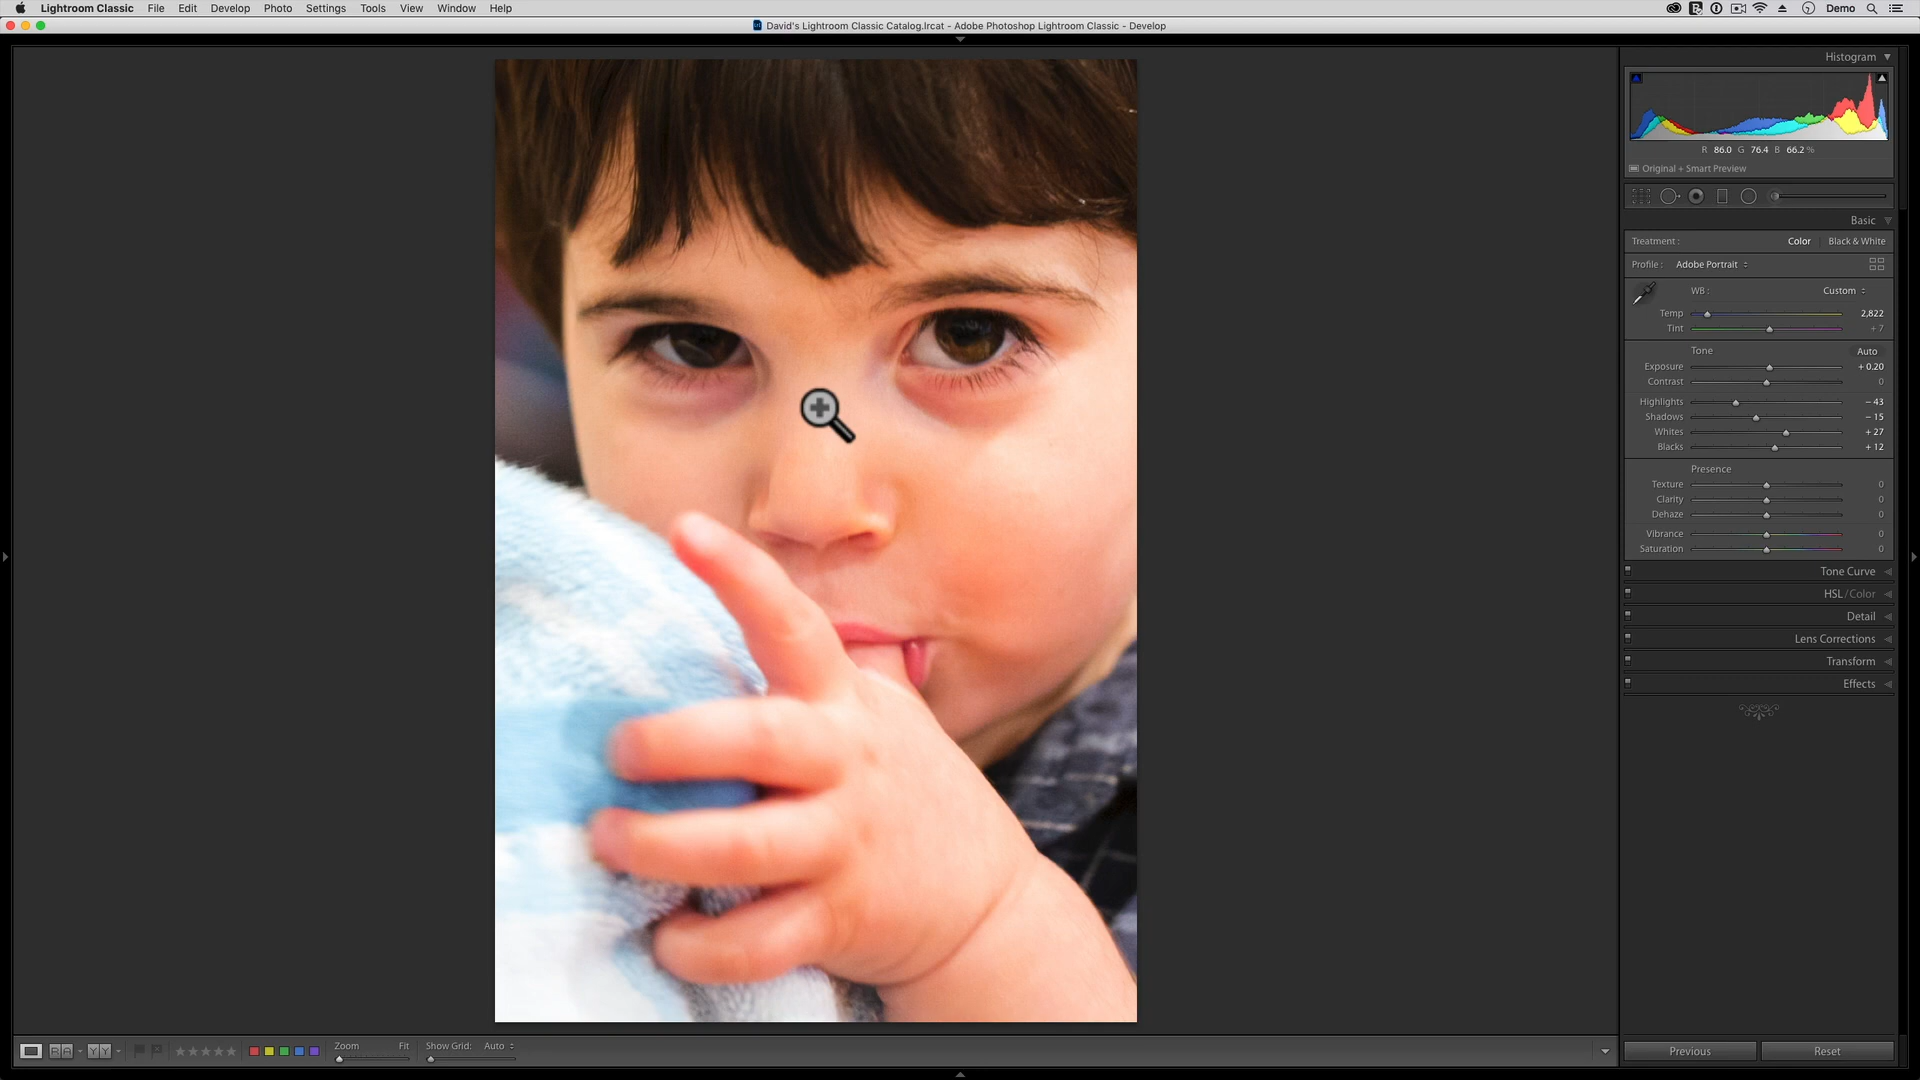 Lightroom Classic File Edit Develop Photo Settings Tools View Window Help Demo
David's Lightroom Classic Catalog.lrcat - Adobe Photoshop Lightroom Classic - Develop
Histogram
R 86.0 G 76.4 B 66.2 %
Original + Smart Preview
Basic
Treatment : Color Black & White
Profile : Adobe Portrait
WB : Custom
Temp 2,822
Tint + 7
Tone Auto
Exposure + 0.20
Contrast 0
Highlights − 43
Shadows − 15
Whites + 27
Blacks + 12
Presence
Texture 0
Clarity 0
Dehaze 0
Vibrance 0
Saturation 0
Tone Curve
HSL / Color
Detail
Lens Corrections
Transform
Effects
Zoom Fit Show Grid: Auto
Previous Reset